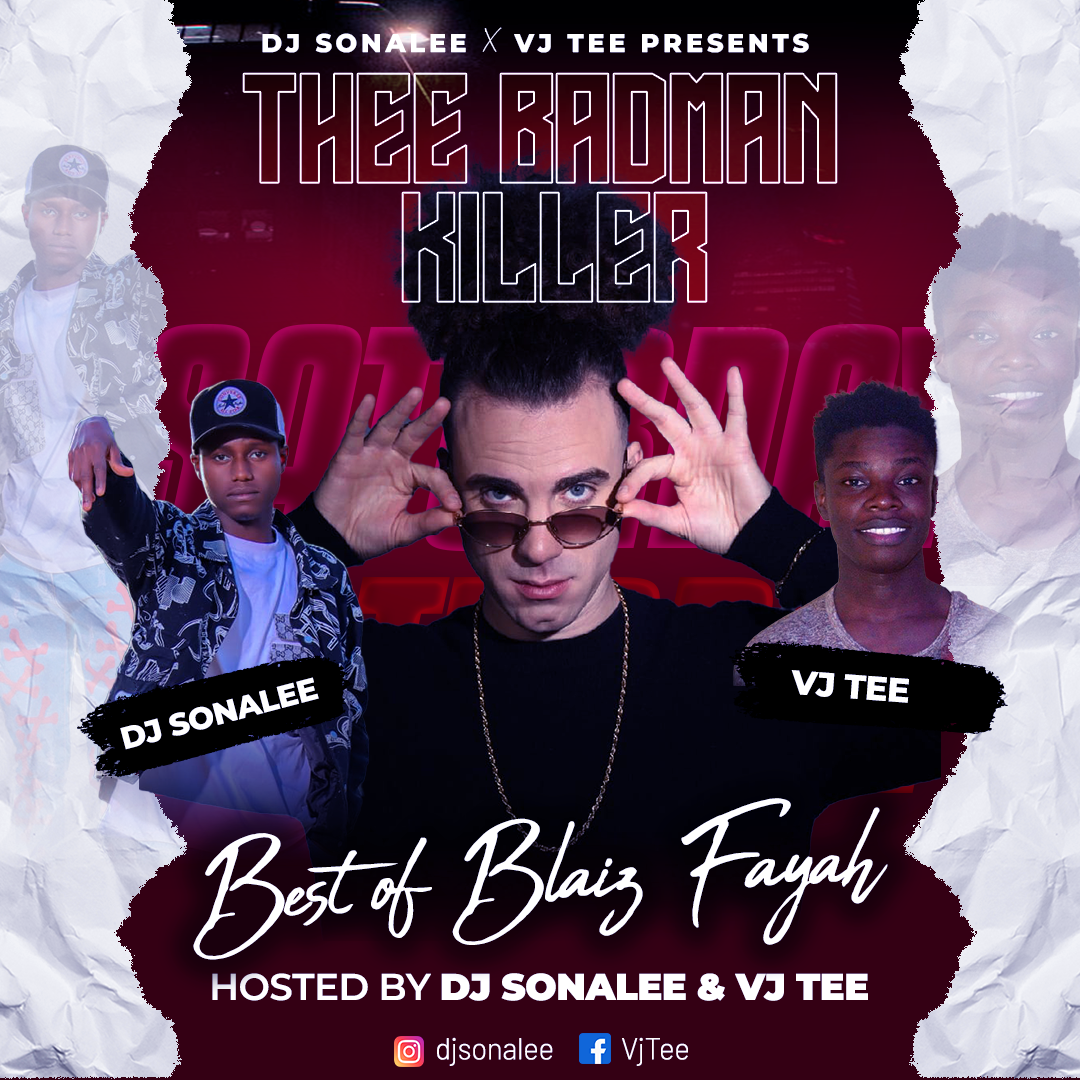 DJ SONALEE X VJ TEE PRESENTS
THEE BADMAN
KILLER
DJ SONALEE
VJ TEE
Best of Blaiz Fayah
HOSTED BY DJ SONALEE & VJ TEE
djsonalee VjTee